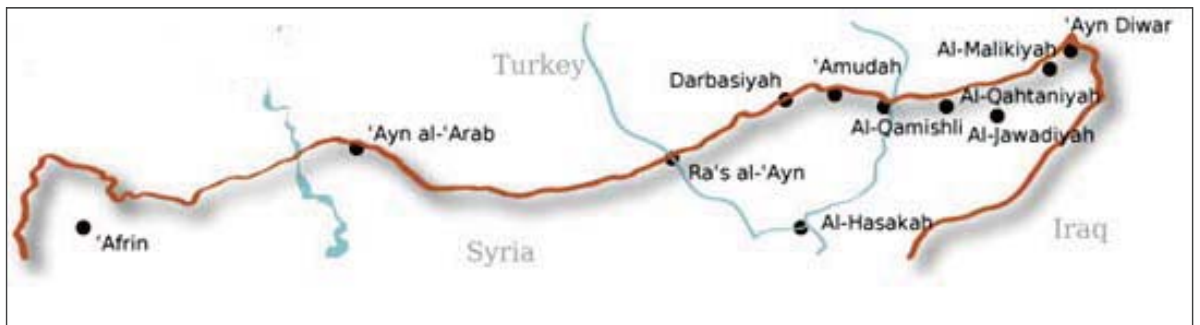 'Ayn Diwar
Al-Malikiyah
Turkey
'Amudah
Darbasiyah
Al-Qahtaniyah
Al-Qamishli
Al-Jawadiyah
'Ayn al-'Arab
Ra's al-'Ayn
Al-Hasakah
'Afrin
Syria
Iraq